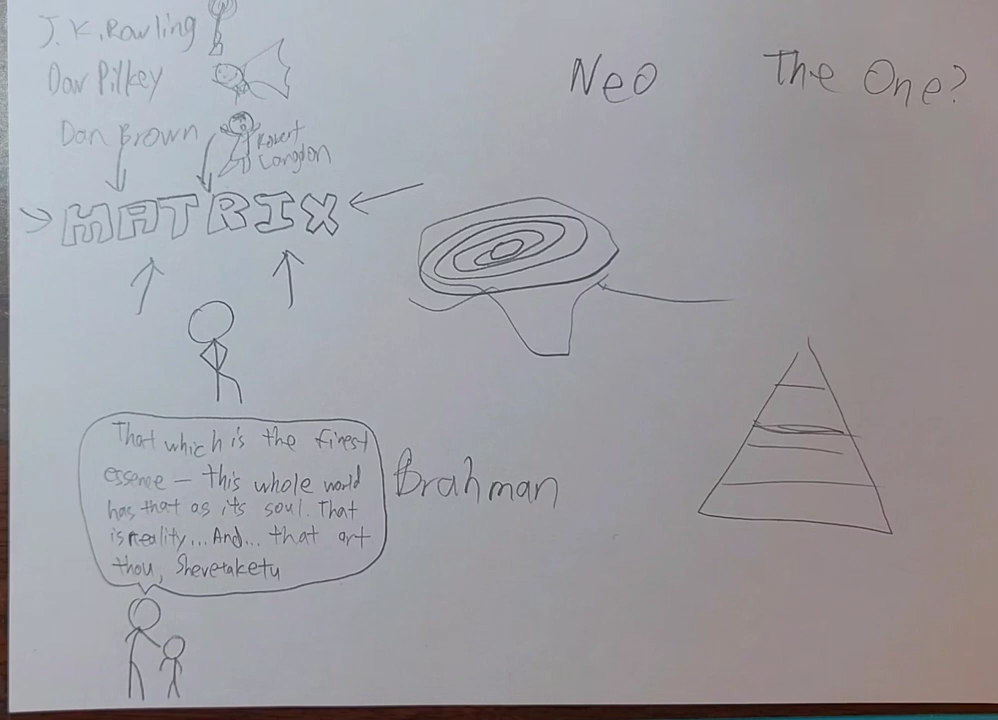 J. K. Rowling
Dav Pilkey
Dan Brown
Robert
Langdon
MATRIX
Neo
The One?
That which is the finest
essence — this whole world
has that as its soul. That
is reality... And... that art
thou, Shevetaketu
Brahman